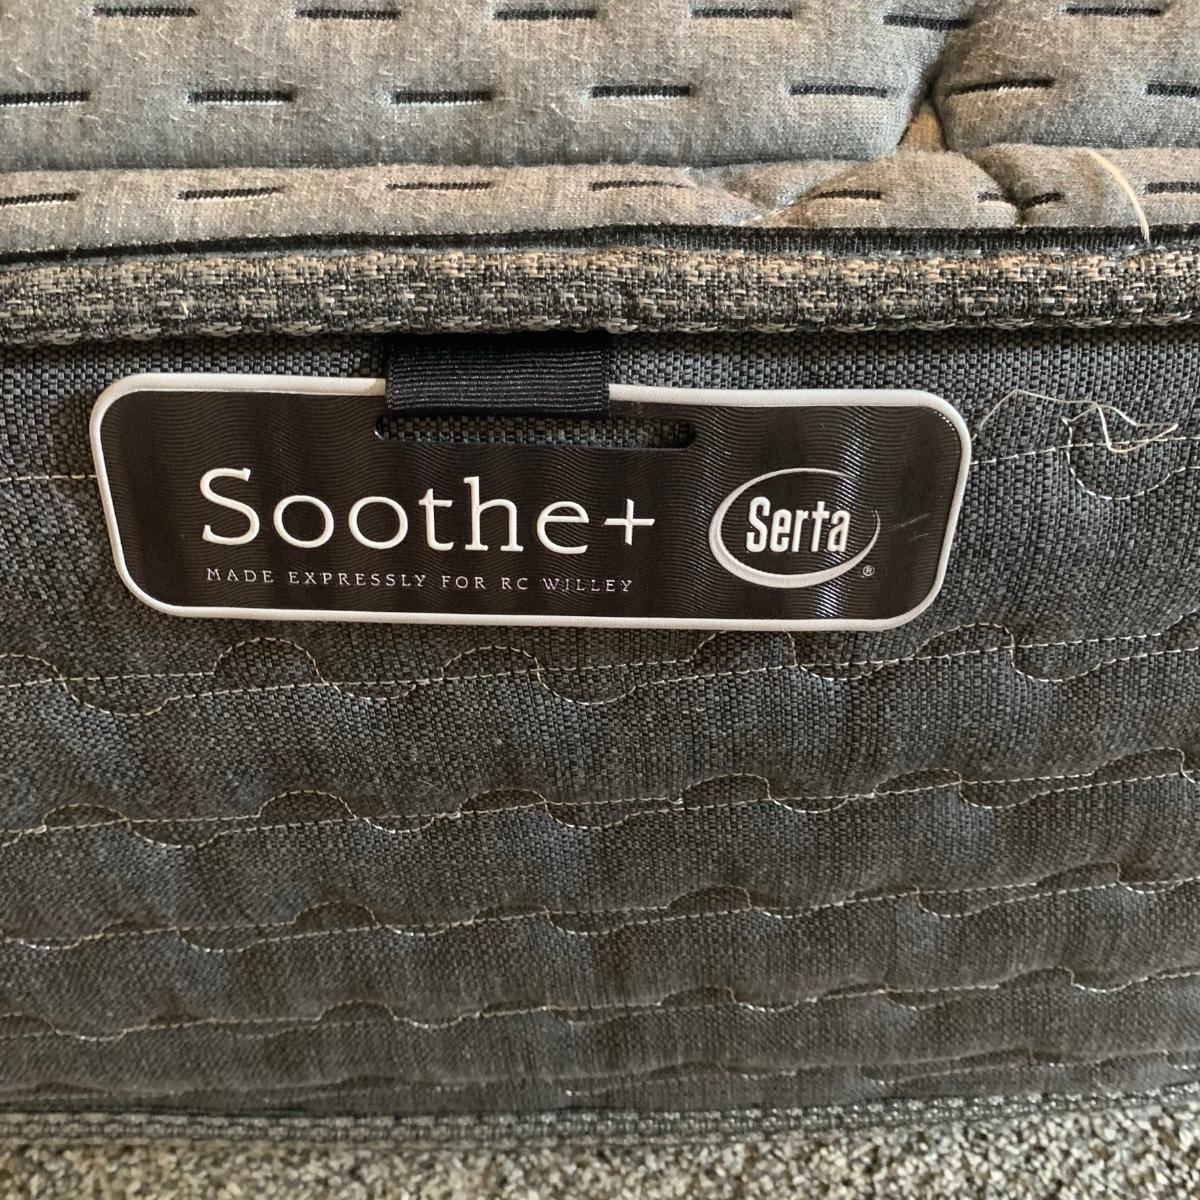 Soothe+
MADE EXPRESSLY FOR RC WILLEY
Serta®